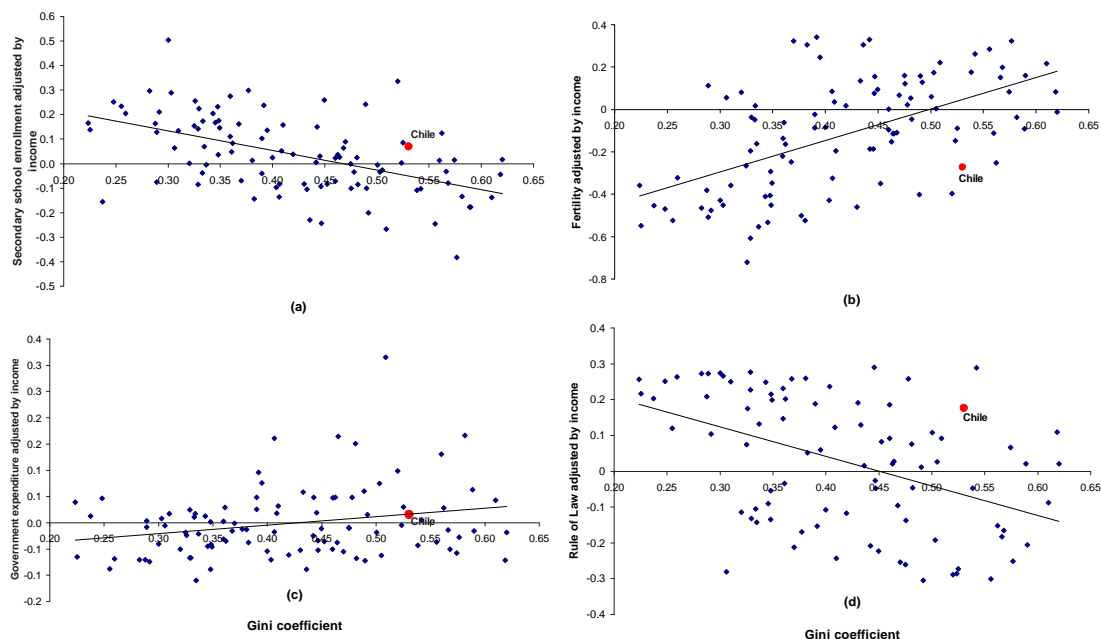 Secondary school enrollment adjusted by
income
0.6
0.5
0.4
0.3
0.2
0.1
0.0
-0.1
-0.2
-0.3
-0.4
-0.5
0.20 0.25 0.30 0.35 0.40 0.45 0.50 0.55 0.60 0.65
Chile
(a)
Fertility adjusted by income
0.4
0.2
0.0
-0.2
-0.4
-0.6
-0.8
0.20 0.25 0.30 0.35 0.40 0.45 0.50 0.55 0.60 0.65
Chile
(b)
Government expenditure adjusted by income
0.4
0.3
0.3
0.2
0.2
0.1
0.1
0.0
-0.1
-0.1
-0.2
0.20 0.25 0.30 0.35 0.40 0.45 0.50 0.55 0.60 0.65
Chile
(c)
Gini coefficient
Rule of Law adjusted by income
0.4
0.3
0.2
0.1
0.0
-0.1
-0.2
-0.3
-0.4
0.20 0.25 0.30 0.35 0.40 0.45 0.50 0.55 0.60 0.65
Chile
(d)
Gini coefficient